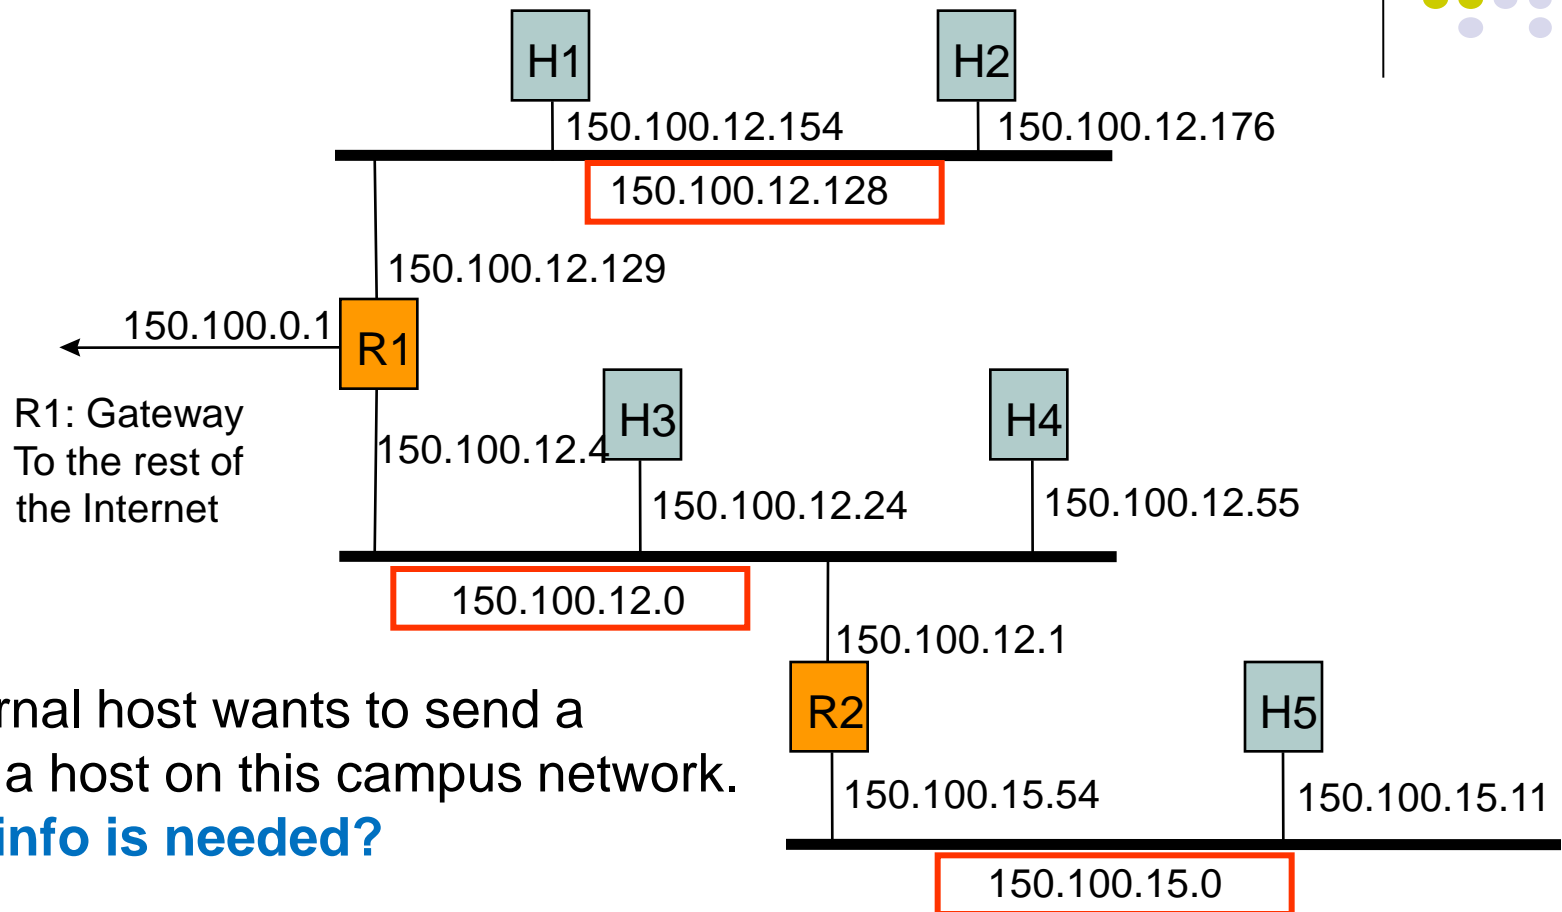 H1
H2
150.100.12.154
150.100.12.176
150.100.12.128
150.100.12.129
150.100.0.1
R1
R1: Gateway
To the rest of
the Internet
150.100.12.4
H3
H4
150.100.12.24
150.100.12.55
150.100.12.0
150.100.12.1
rnal host wants to send a
a host on this campus network.
info is needed?
R2
H5
150.100.15.54
150.100.15.11
150.100.15.0